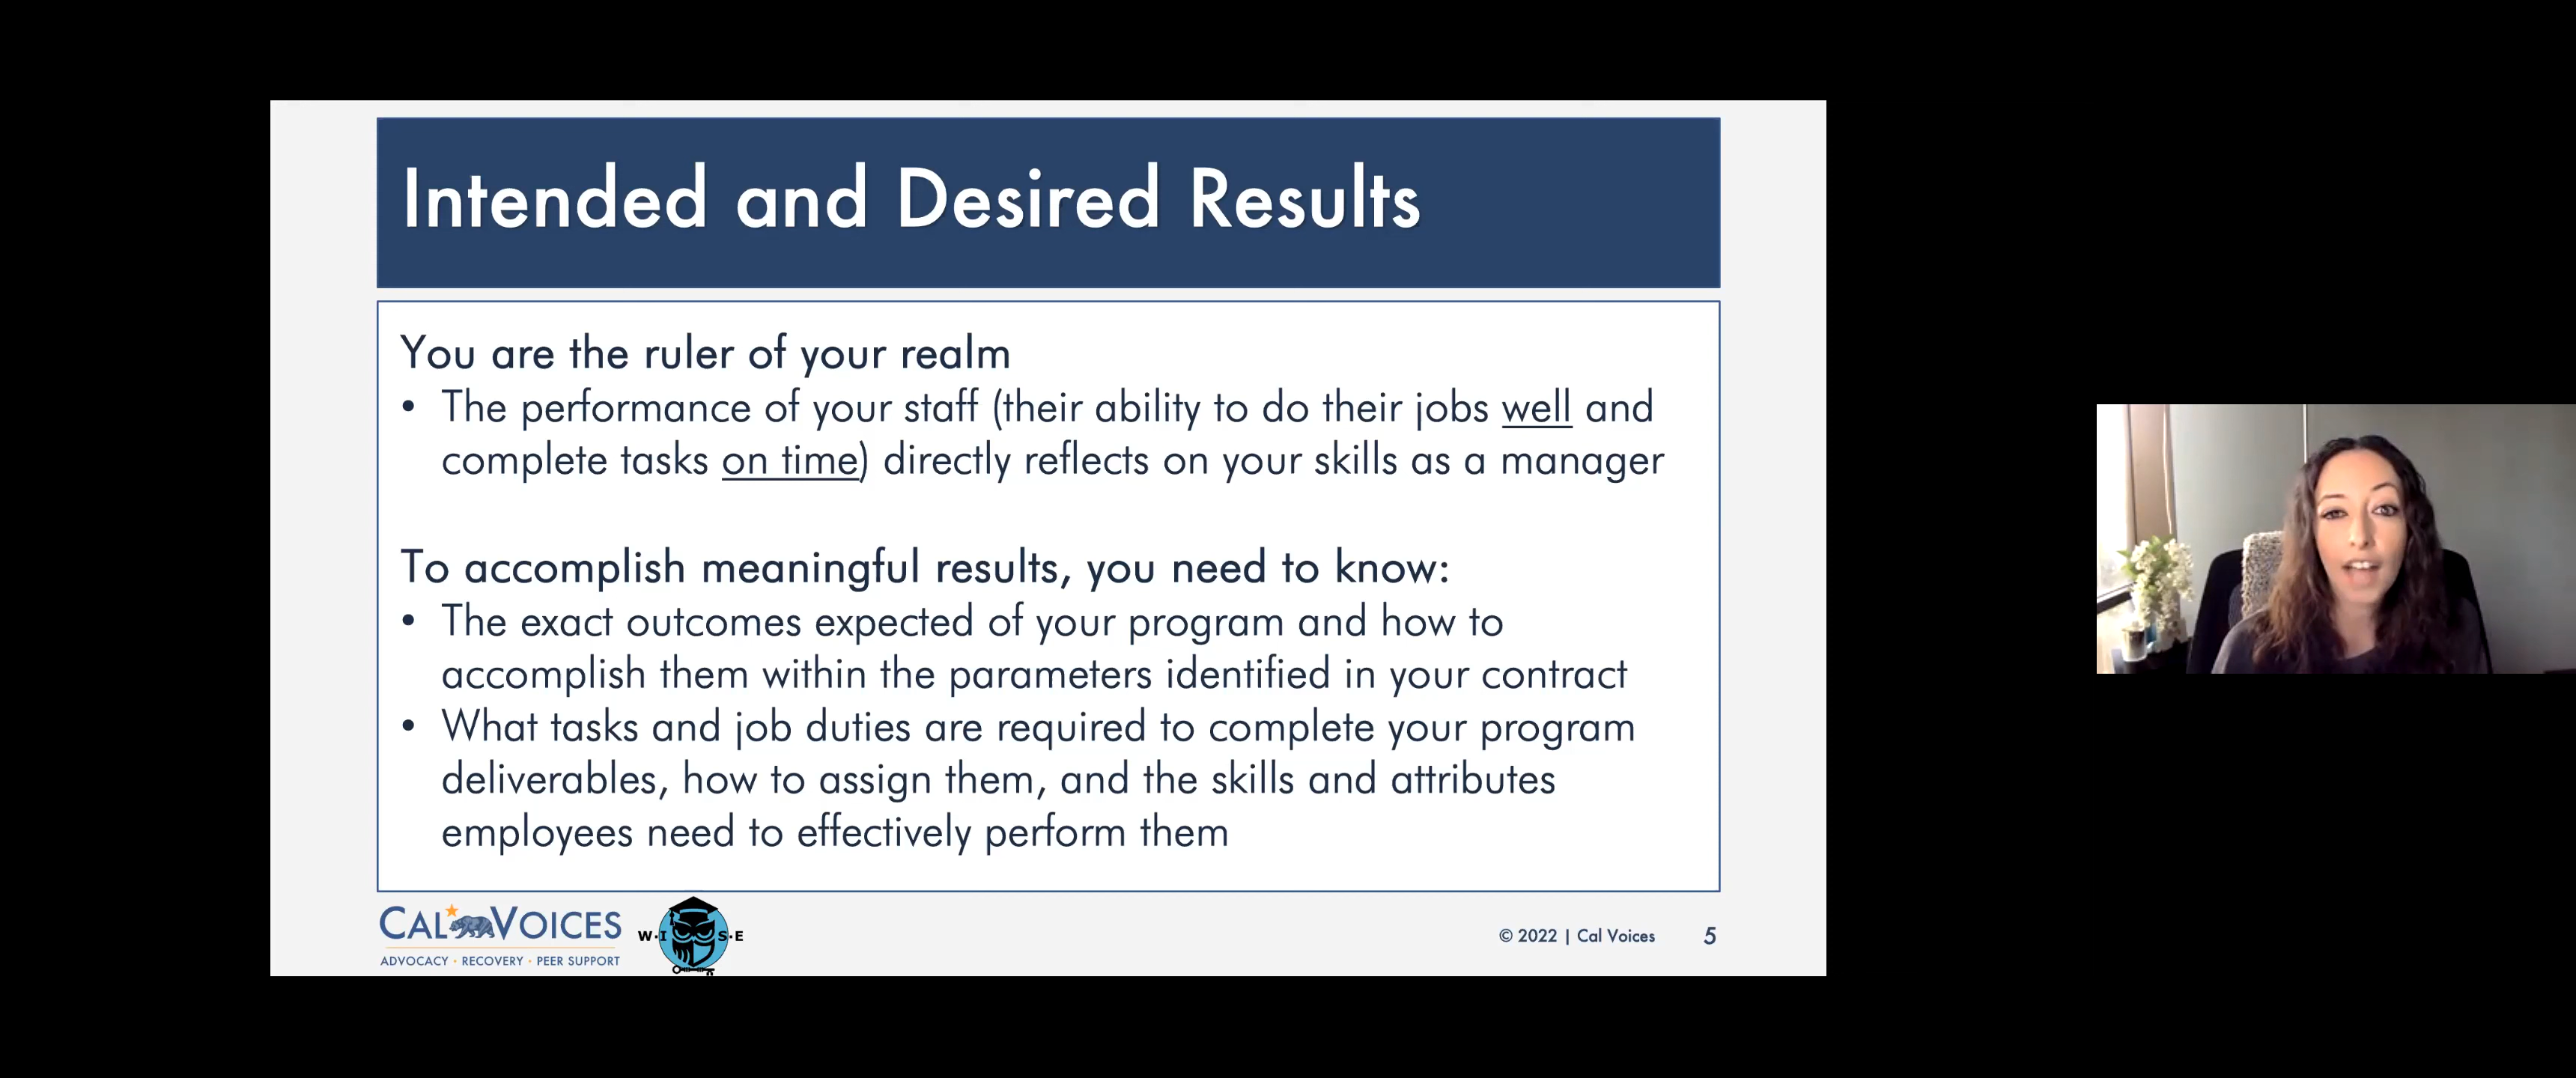 Intended and Desired Results
You are the ruler of your realm
• The performance of your staff (their ability to do their jobs well and
complete tasks on time) directly reflects on your skills as a manager
To accomplish meaningful results, you need to know:
• The exact outcomes expected of your program and how to
accomplish them within the parameters identified in your contract
• What tasks and job duties are required to complete your program
deliverables, how to assign them, and the skills and attributes
employees need to effectively perform them
CAL VOICES
ADVOCACY · RECOVERY · PEER SUPPORT
W·I S·E
© 2022 | Cal Voices 5